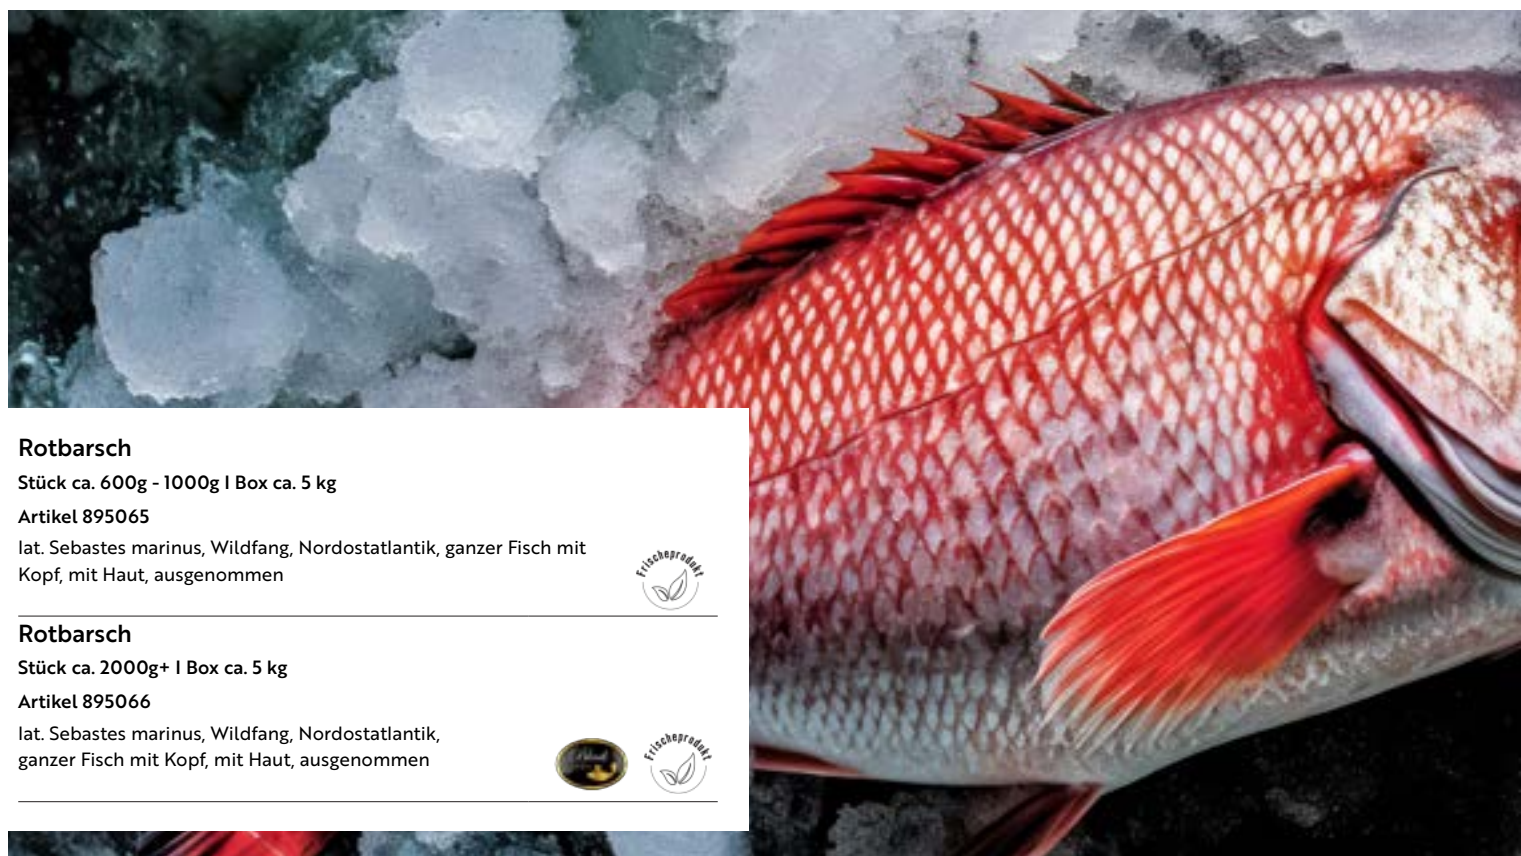 Rotbarsch
Stück ca. 600g - 1000g I Box ca. 5 kg
Artikel 895065
lat. Sebastes marinus, Wildfang, Nordostatlantik, ganzer Fisch mit
Kopf, mit Haut, ausgenommen
Frischeprodukt
Rotbarsch
Stück ca. 2000g+ I Box ca. 5 kg
Artikel 895066
lat. Sebastes marinus, Wildfang, Nordostatlantik,
ganzer Fisch mit Kopf, mit Haut, ausgenommen
Frischeprodukt